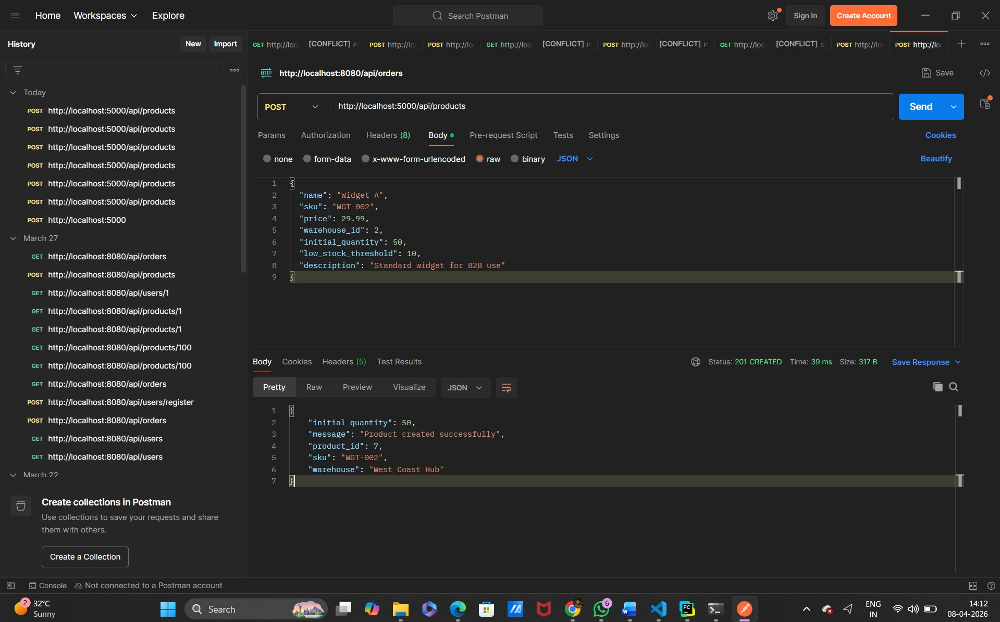 Home Workspaces Explore Search Postman Sign In Create Account
History New Import
GET http://loc [CONFLICT] P POST http://lo POST http://lo GET http://loc [CONFLICT] P POST http://lo [CONFLICT] P GET http://loc [CONFLICT] G POST http://lo POST http://lo
HTTP http://localhost:8080/api/orders Save
POST http://localhost:5000/api/products Send
Params Authorization Headers (8) Body Pre-request Script Tests Settings Cookies
none form-data x-www-form-urlencoded raw binary JSON Beautify
1 {
2 "name": "Widget A",
3 "sku": "WGT-002",
4 "price": 29.99,
5 "warehouse_id": 2,
6 "initial_quantity": 50,
7 "low_stock_threshold": 10,
8 "description": "Standard widget for B2B use"
9 }
Body Cookies Headers (5) Test Results Status: 201 CREATED Time: 39 ms Size: 317 B Save Response
Pretty Raw Preview Visualize JSON
1 {
2 "initial_quantity": 50,
3 "message": "Product created successfully",
4 "product_id": 7,
5 "sku": "WGT-002",
6 "warehouse": "West Coast Hub"
7 }
Today
POST http://localhost:5000/api/products
POST http://localhost:5000/api/products
POST http://localhost:5000/api/products
POST http://localhost:5000/api/products
POST http://localhost:5000/api/products
POST http://localhost:5000/api/products
POST http://localhost:5000
March 27
GET http://localhost:8080/api/orders
POST http://localhost:8080/api/products
GET http://localhost:8080/api/users/1
GET http://localhost:8080/api/products/1
GET http://localhost:8080/api/products/1
GET http://localhost:8080/api/products/100
GET http://localhost:8080/api/products/100
GET http://localhost:8080/api/orders
POST http://localhost:8080/api/users/register
POST http://localhost:8080/api/orders
GET http://localhost:8080/api/users
GET http://localhost:8080/api/users
March 22
Create collections in Postman
Use collections to save your requests and share
them with others.
Create a Collection
Console Not connected to a Postman account
2 32°C
Sunny
Search
6
W
PC
ENG
IN
14:12
08-04-2026